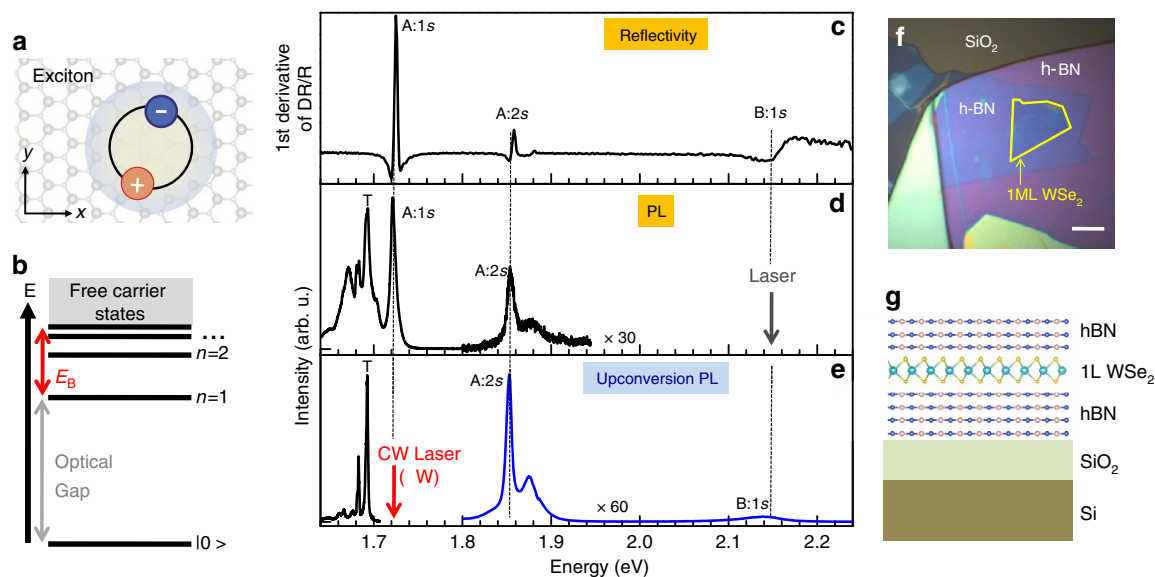 a
Exciton
−
+
y
x
b
E
Free carrier
states
...
n=2
E_B
n=1
Optical
Gap
|0 >
1st derivative
of DR/R
Intensity (arb. u.)
A:1s
Reflectivity
c
A:2s
B:1s
T
A:1s
PL
d
A:2s
Laser
× 30
T
A:2s
Upconversion PL
e
CW Laser
( W)
× 60
B:1s
1.7
1.8
1.9
2.0
2.1
2.2
Energy (eV)
f
SiO₂
h-BN
h-BN
1ML WSe₂
g
hBN
1L WSe₂
hBN
SiO₂
Si